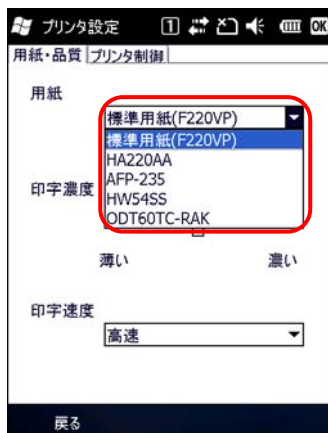 プリンタ設定 1 OK
用紙・品質 プリンタ制御
用紙
標準用紙(F220VP)
標準用紙(F220VP)
HA220AA
AFP-235
HW54SS
ODT60TC-RAK
印字濃度
薄い 濃い
印字速度
高速
戻る